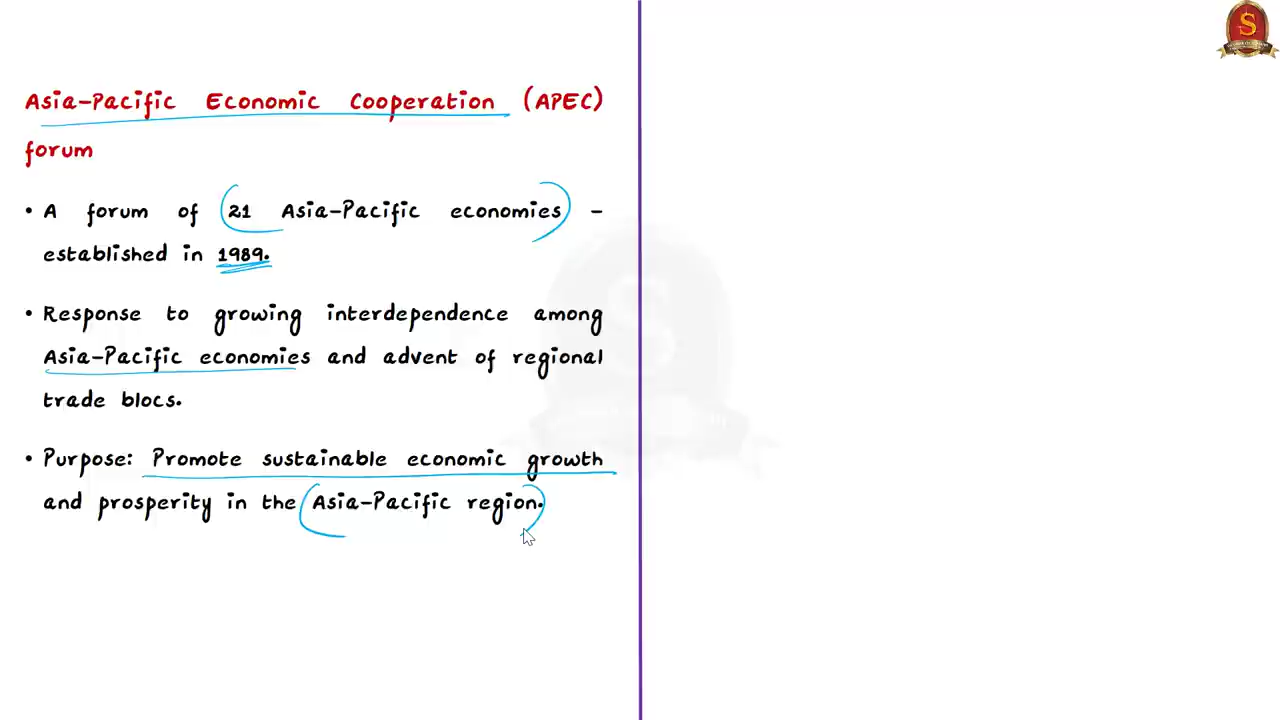 Asia-Pacific Economic Cooperation (APEC)
forum
• A forum of 21 Asia-Pacific economies –
established in 1989.
• Response to growing interdependence among
Asia-Pacific economies and advent of regional
trade blocs.
• Purpose: Promote sustainable economic growth
and prosperity in the Asia-Pacific region.
S